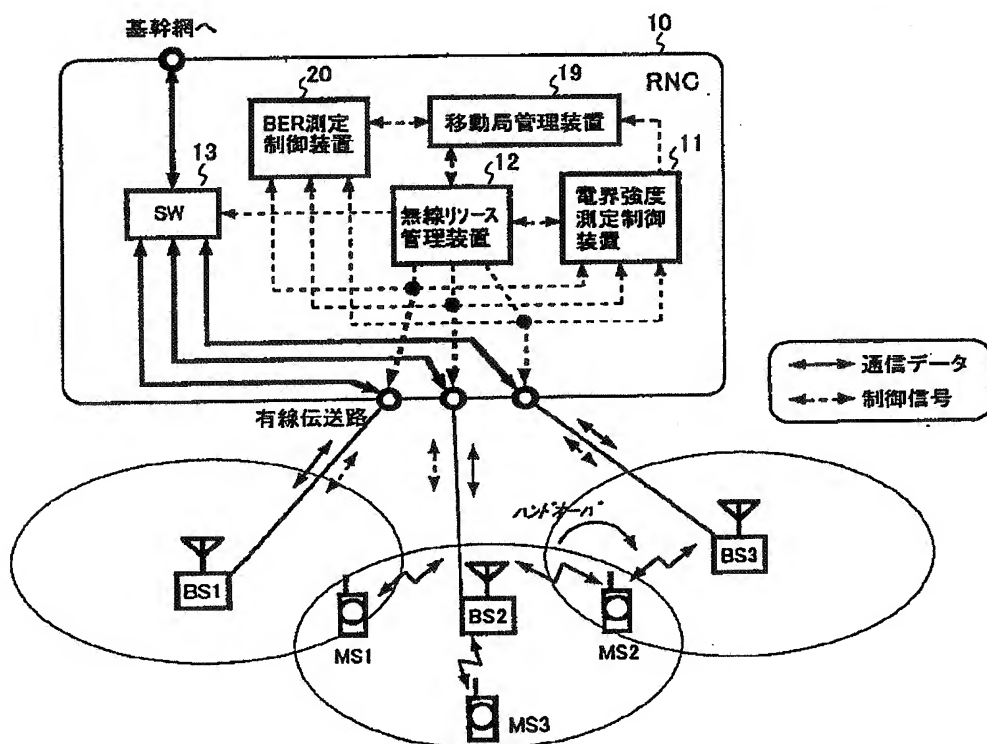 基幹網へ
10
RNC
20
BER測定
制御装置
19
移動局管理装置
13
SW
12
無線リソース
管理装置
11
電界強度
測定制御
装置
通信データ
制御信号
有線伝送路
ハンドオーバ
BS1
MS1
BS2
MS2
BS3
MS3